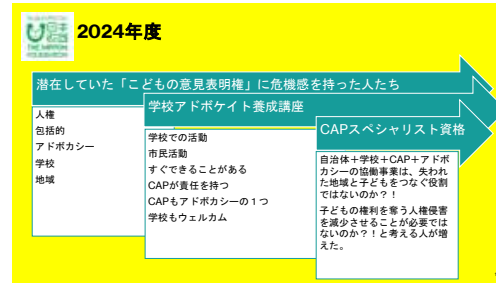 THE NIPPON
FOUNDATION
2024年度
潜在していた「こどもの意見表明権」に危機感を持った人たち
人権
包括的
アドボカシー
学校
地域
学校アドボケイト養成講座
学校での活動
市民活動
すぐできることがある
CAPが責任を持つ
CAPもアドボカシーの１つ
学校もウェルカム
CAPスペシャリスト資格
自治体＋学校＋CAP＋アドボ
カシーの協働事業は、失われ
た地域と子どもをつなぐ役割
ではないのか？！
子どもの権利を奪う人権侵害
を減少させることが必要では
ないのか？！と考える人が増
えた。